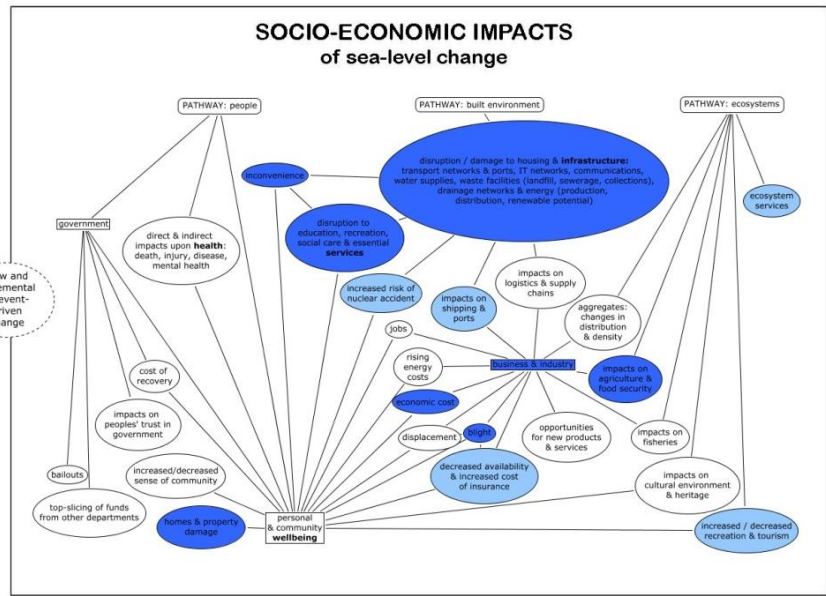 SOCIO-ECONOMIC IMPACTS
of sea-level change
PATHWAY: people
PATHWAY: built environment
PATHWAY: ecosystems
disruption / damage to housing & infrastructure:
transport networks & ports, IT networks, communications,
water supplies, waste facilities (landfill, sewerage, collections),
drainage networks & energy (production,
distribution, renewable potential)
inconvenience
ecosystem
services
government
direct & indirect
impacts upon health:
death, injury, disease,
mental health
disruption to
education, recreation,
social care & essential
services
increased risk of
nuclear accident
impacts on
shipping &
ports
impacts on
logistics & supply
chains
aggregates:
changes in
distribution
& density
and
event-
jobs
rising
energy
costs
business & industry
impacts on
agriculture &
food security
cost of
recovery
economic cost
impacts on
peoples' trust in
government
displacement
blight
opportunities
for new products
& services
impacts on
fisheries
bailouts
increased/decreased
sense of community
decreased availability
& increased cost
of insurance
impacts on
cultural environment
& heritage
top-slicing of funds
from other departments
homes & property
damage
personal
& community
wellbeing
increased / decreased
recreation & tourism